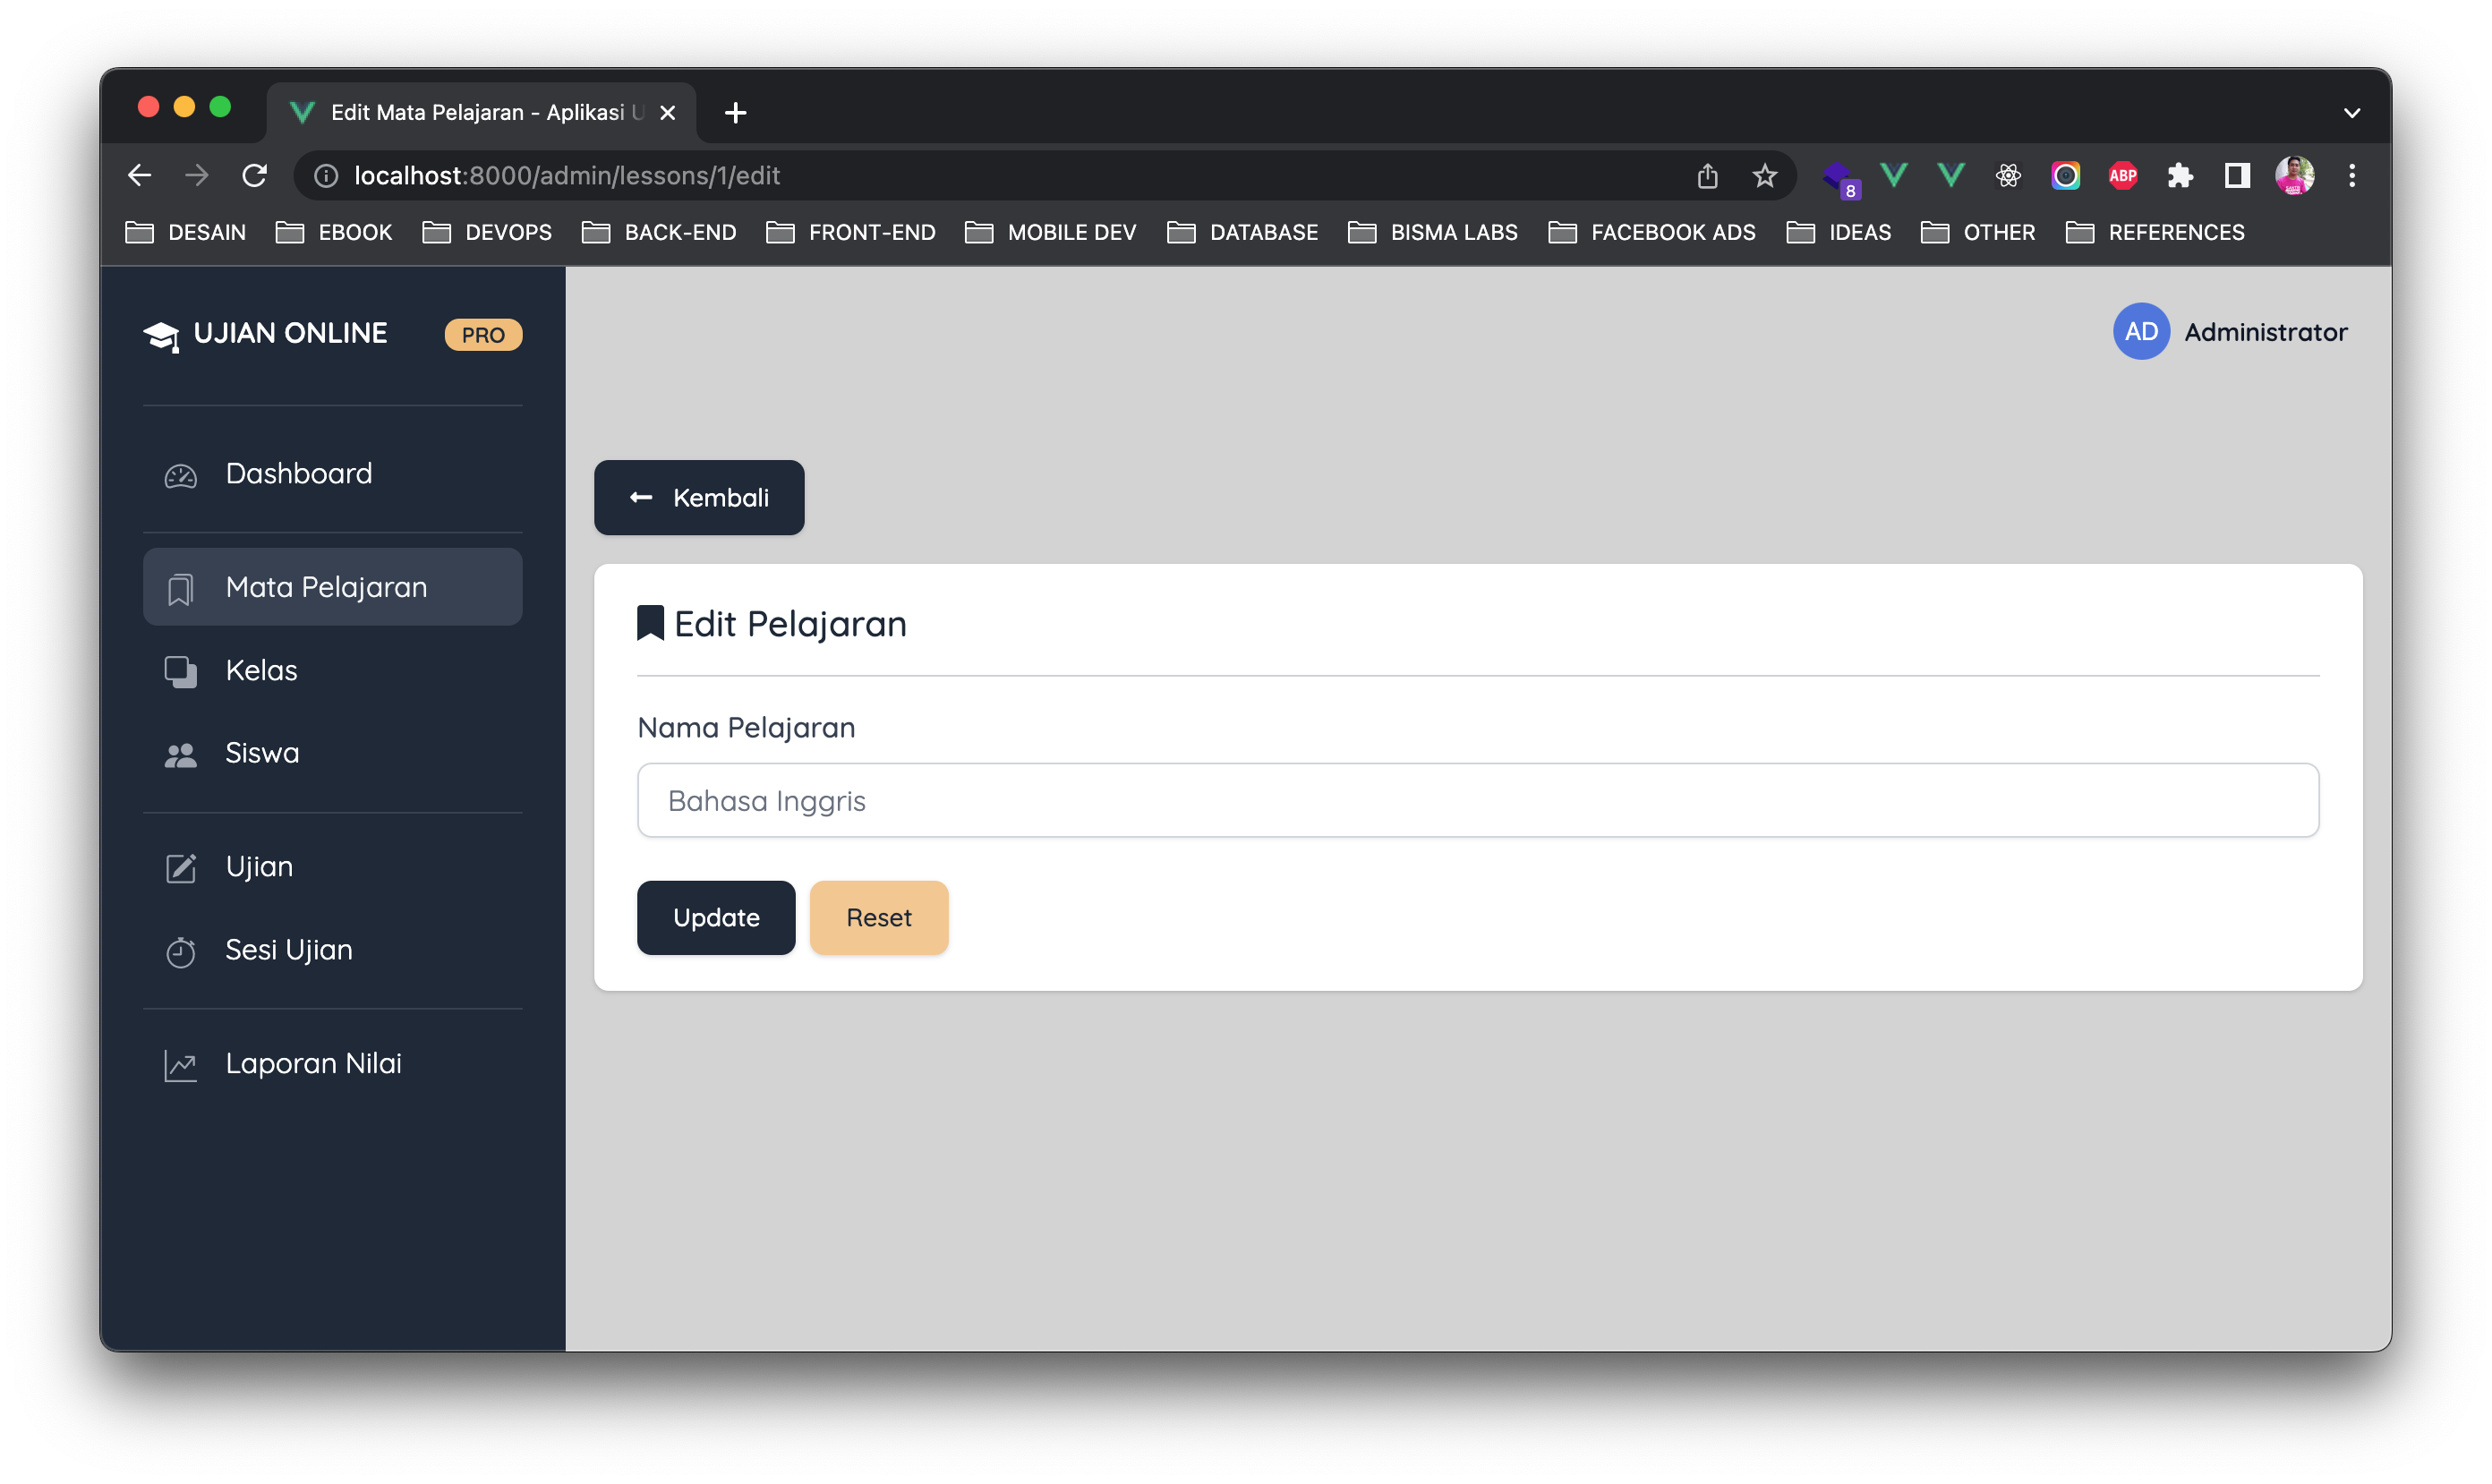 Edit Mata Pelajaran - Aplikasi U
localhost:8000/admin/lessons/1/edit
8
ABP
DESAIN EBOOK DEVOPS BACK-END FRONT-END MOBILE DEV DATABASE BISMA LABS FACEBOOK ADS IDEAS OTHER REFERENCES
UJIAN ONLINE PRO
AD Administrator
Dashboard
Mata Pelajaran
Kelas
Siswa
Ujian
Sesi Ujian
Laporan Nilai
Kembali
Edit Pelajaran
Nama Pelajaran
Bahasa Inggris
Update Reset